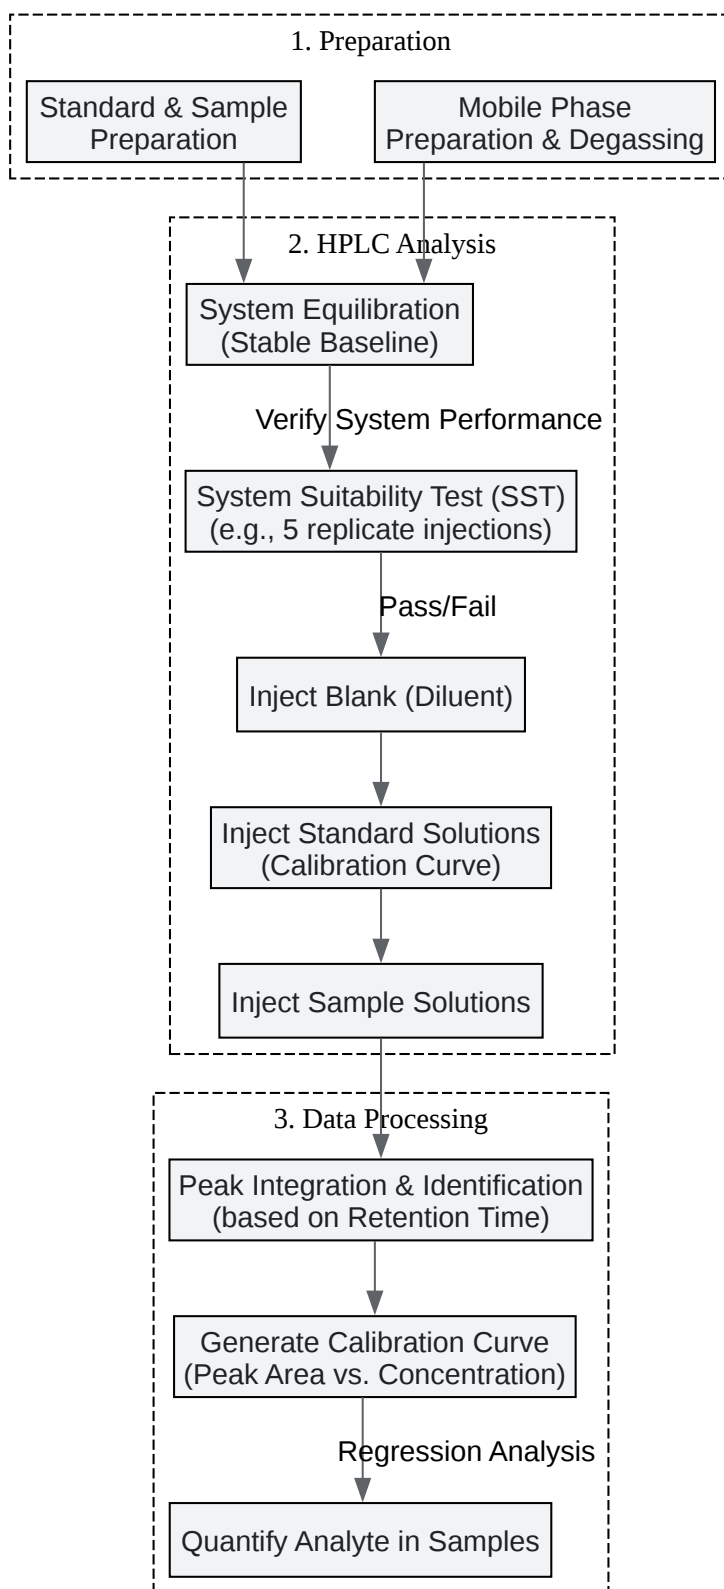 1. Preparation
Standard & Sample
Preparation
Mobile Phase
Preparation & Degassing
2. HPLC Analysis
System Equilibration
(Stable Baseline)
Verify System Performance
System Suitability Test (SST)
(e.g., 5 replicate injections)
Pass/Fail
Inject Blank (Diluent)
Inject Standard Solutions
(Calibration Curve)
Inject Sample Solutions
3. Data Processing
Peak Integration & Identification
(based on Retention Time)
Generate Calibration Curve
(Peak Area vs. Concentration)
Regression Analysis
Quantify Analyte in Samples